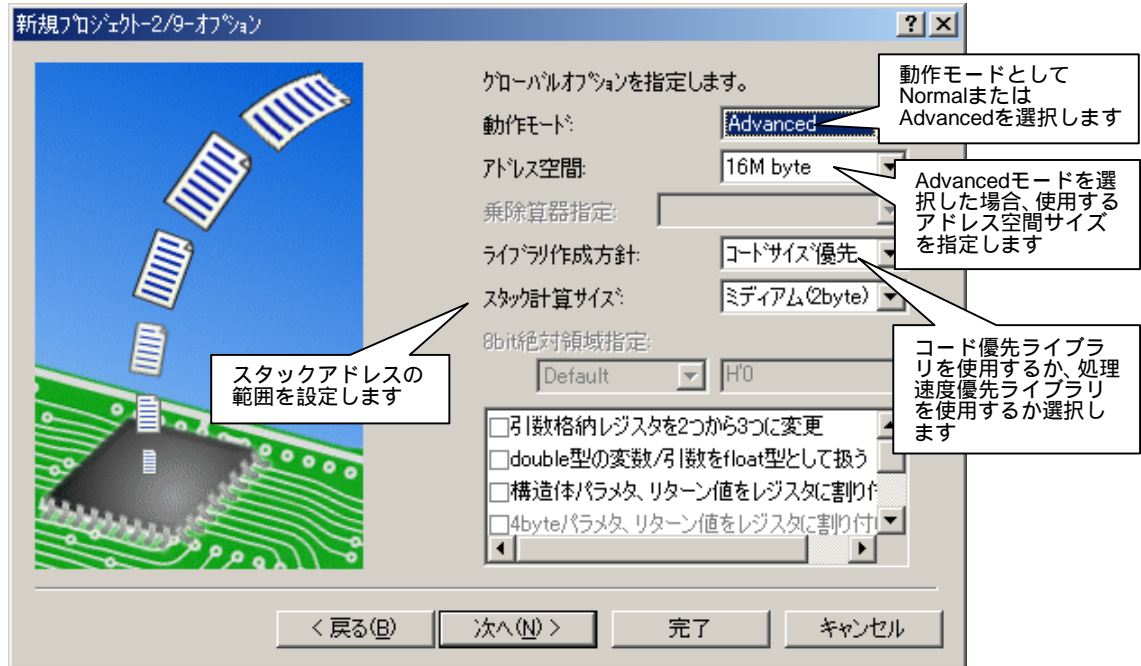 新規プロジェクト-2/9-オプション
グローバルオプションを指定します。
動作モード:
Advanced
アドレス空間:
16M byte
乗除算器指定:
ライブラリ作成方針:
コードサイズ優先
スタック計算サイズ:
ミディアム(2byte)
8bit絶対領域指定:
Default
H'0
引数格納レジスタを2つから3つに変更
double型の変数/引数をfloat型として扱う
構造体パラメタ、リターン値をレジスタに割り付
4byteパラメタ、リターン値をレジスタに割り付
< 戻る(B)
次へ(N) >
完了
キャンセル
動作モードとして
Normalまたは
Advancedを選択します
Advancedモードを選
択した場合、使用する
アドレス空間サイズ
を指定します
コード優先ライブラ
リを使用するか、処理
速度優先ライブラリ
を使用するか選択し
ます
スタックアドレスの
範囲を設定します